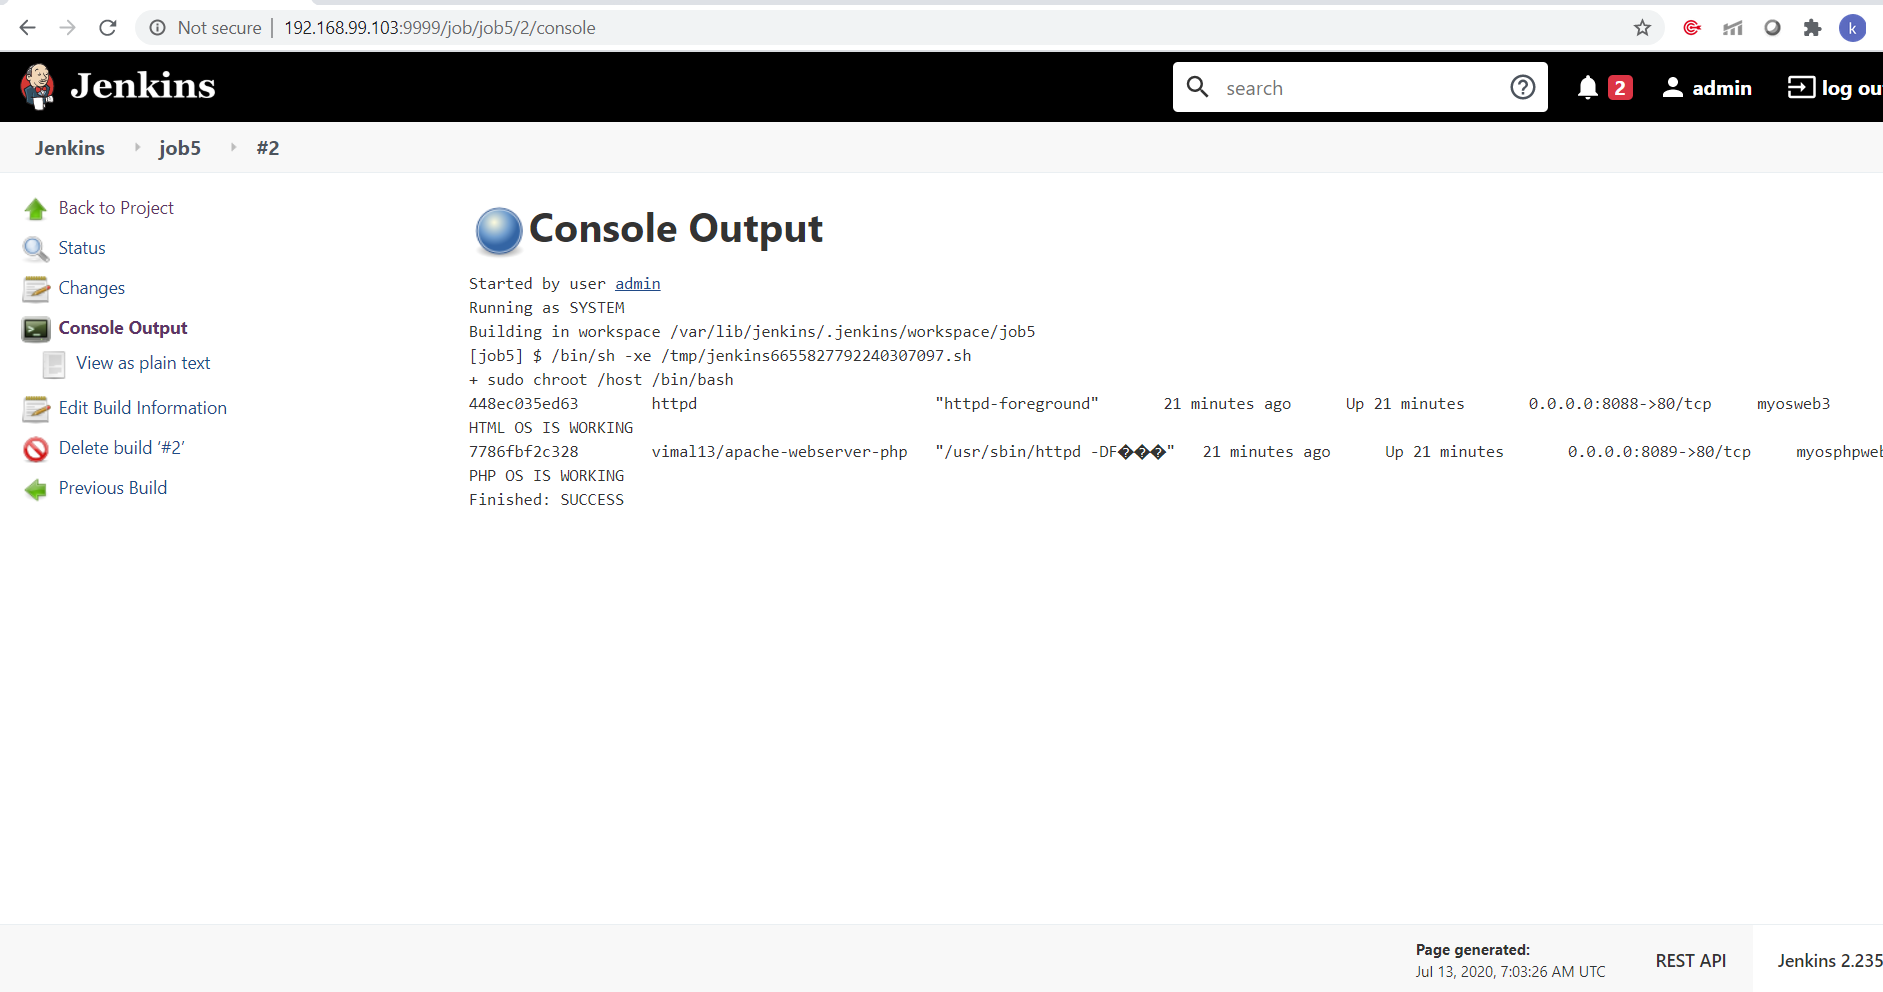 Not secure | 192.168.99.103:9999/job/job5/2/console
k
Jenkins
search
2
admin
log ou
Jenkins job5 #2
Back to Project
Status
Changes
Console Output
View as plain text
Edit Build Information
Delete build ‘#2’
Previous Build
Console Output
Started by user admin
Running as SYSTEM
Building in workspace /var/lib/jenkins/.jenkins/workspace/job5
[job5] $ /bin/sh -xe /tmp/jenkins6655827792240307097.sh
+ sudo chroot /host /bin/bash
448ec035ed63 httpd "httpd-foreground" 21 minutes ago Up 21 minutes 0.0.0.0:8088->80/tcp myosweb3
HTML OS IS WORKING
7786fbf2c328 vimal13/apache-webserver-php "/usr/sbin/httpd -DF���" 21 minutes ago Up 21 minutes 0.0.0.0:8089->80/tcp myosphpweb
PHP OS IS WORKING
Finished: SUCCESS
Page generated:
Jul 13, 2020, 7:03:26 AM UTC
REST API
Jenkins 2.235